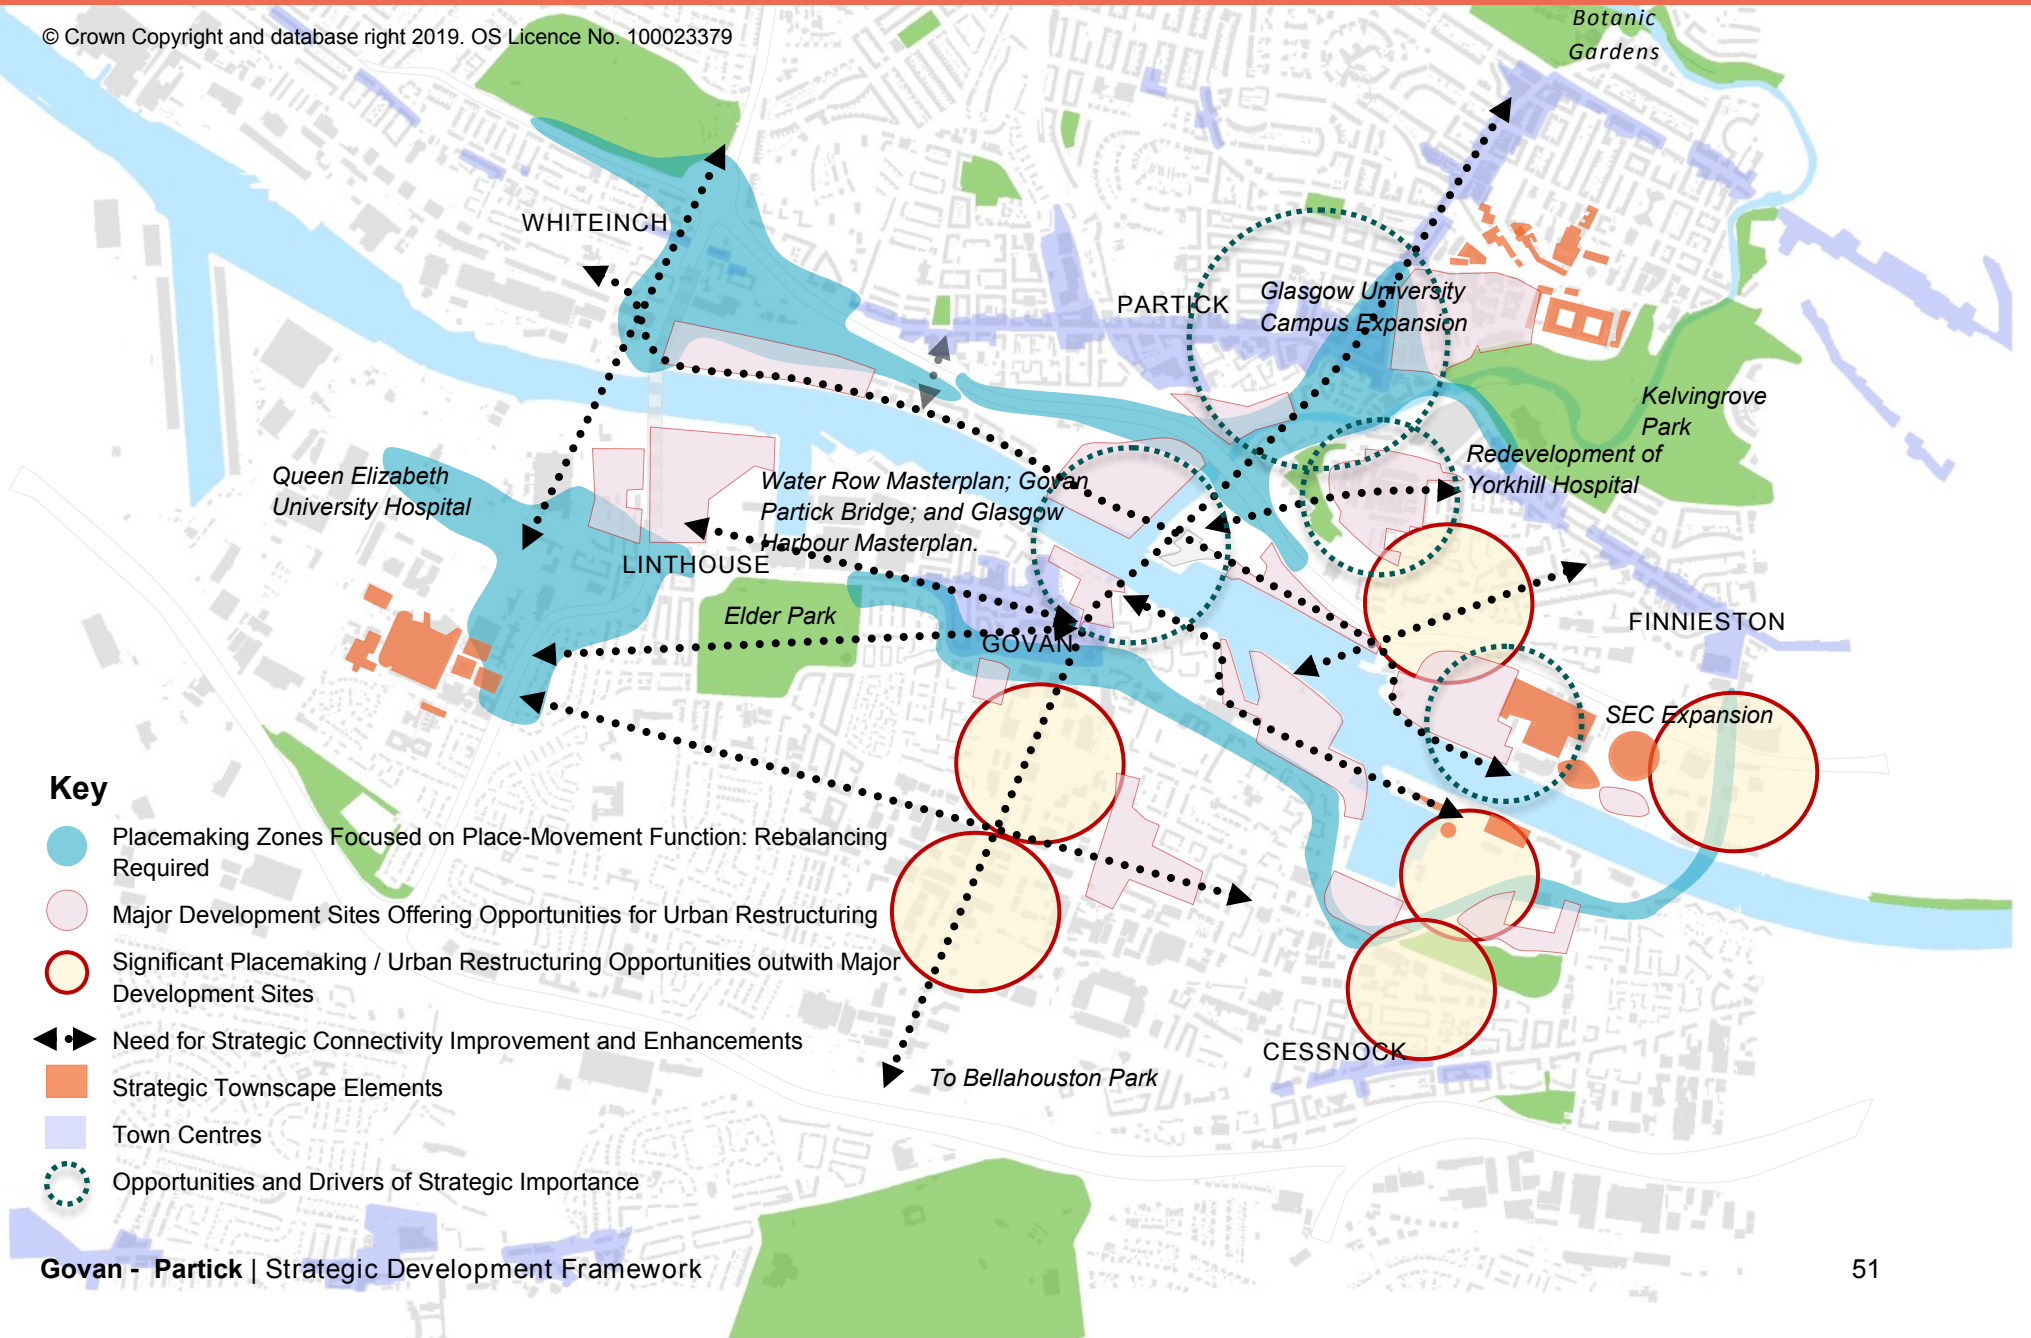 Botanic
Gardens
© Crown Copyright and database right 2019. OS Licence No. 100023379
WHITEINCH
PARTICK
Glasgow University
Campus Expansion
Kelvingrove
Park
Redevelopment of
Yorkhill Hospital
Queen Elizabeth
University Hospital
Water Row Masterplan; Govan
Partick Bridge; and Glasgow
Harbour Masterplan.
LINTHOUSE
Elder Park
GOVAN
FINNIESTON
SEC Expansion
Key
Placemaking Zones Focused on Place-Movement Function: Rebalancing
Required
Major Development Sites Offering Opportunities for Urban Restructuring
Significant Placemaking / Urban Restructuring Opportunities outwith Major
Development Sites
Need for Strategic Connectivity Improvement and Enhancements
Strategic Townscape Elements
Town Centres
Opportunities and Drivers of Strategic Importance
CESSNOCK
To Bellahouston Park
Govan - Partick | Strategic Development Framework
51